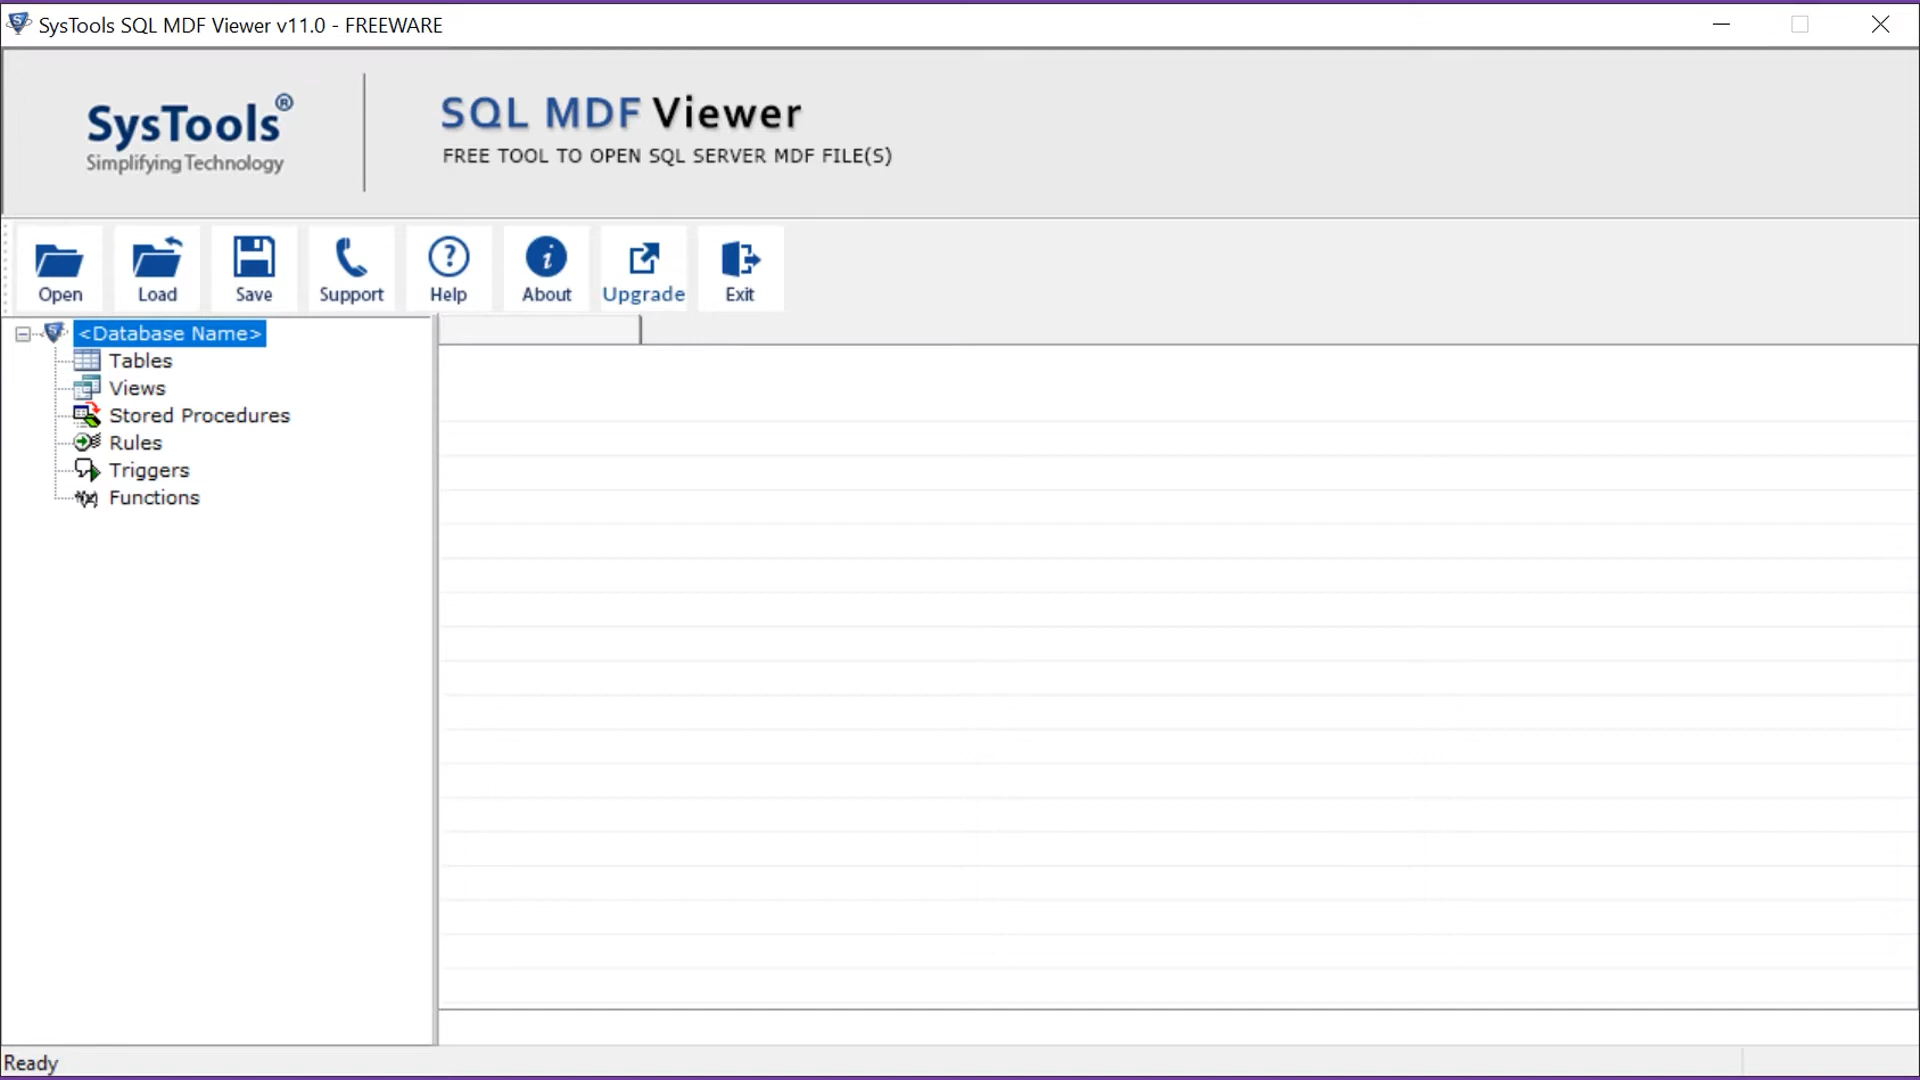 SysTools SQL MDF Viewer v11.0 - FREEWARE
SysTools®
Simplifying Technology
SQL MDF Viewer
FREE TOOL TO OPEN SQL SERVER MDF FILE(S)
Open Load Save Support Help About Upgrade Exit
<Database Name>
Tables
Views
Stored Procedures
Rules
Triggers
Functions
Ready